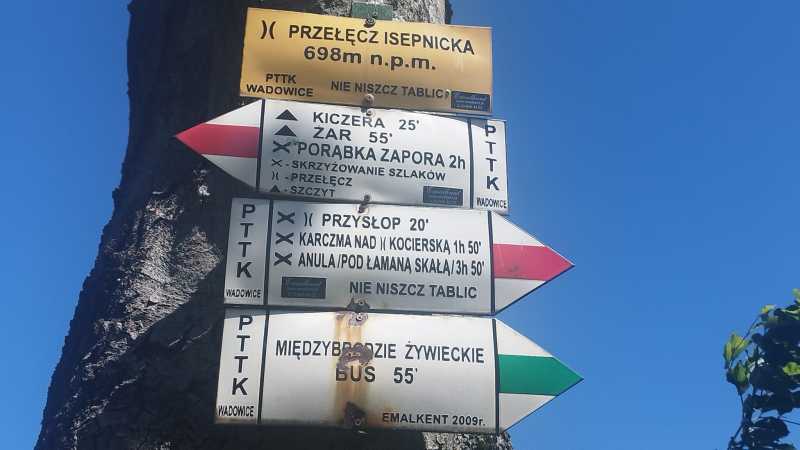 )( PRZEŁĘCZ ISEPNICKA
698m n.p.m.
PTTK
WADOWICE
NIE NISZCZ TABLIC
▲ KICZERA 25'
▲ ŻAR 55'
X PORĄBKA ZAPORA 2h
X - SKRZYŻOWANIE SZLAKÓW
)( - PRZEŁĘCZ
▲ - SZCZYT
PTTK
WADOWICE
PTTK
WADOWICE
X )( PRZYSŁOP 20'
X KARCZMA NAD )( KOCIERSKĄ 1h 50'
X ANULA /POD ŁAMANĄ SKAŁĄ/ 3h 50'
NIE NISZCZ TABLIC
PTTK
WADOWICE
MIĘDZYBRODZIE ŻYWIECKIE
BUS 55'
EMALKENT 2009r.